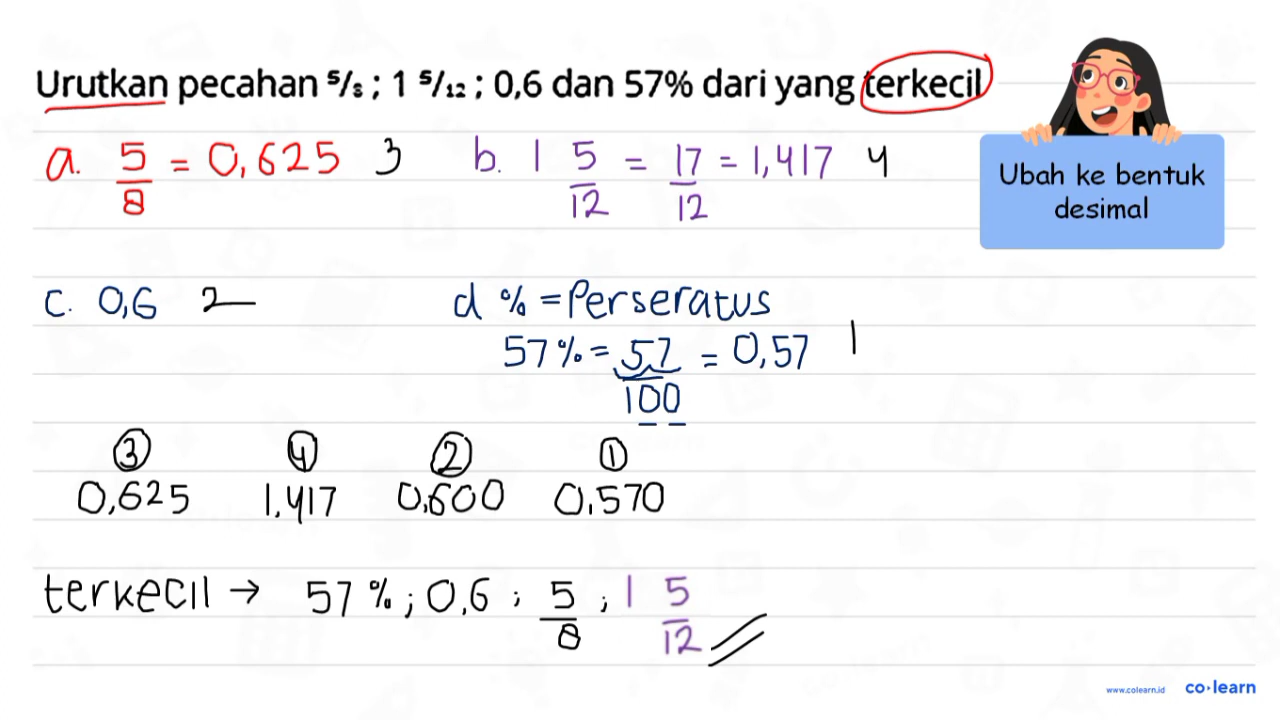 Urutkan pecahan ⁵/₈ ; 1 ⁵/₁₂ ; 0,6 dan 57% dari yang terkecil
Ubah ke bentuk
desimal
a. 5/8 = 0,625 3
b. 1 5/12 = 17/12 = 1,417 4
c. 0,6 2
d % = Perseratus
57% = 57/100 = 0,57 1
3 4 2 1
0,625 1,417 0,600 0,570
terkecil → 57%; 0,6 ; 5/8 ; 1 5/12
www.colearn.id co·learn